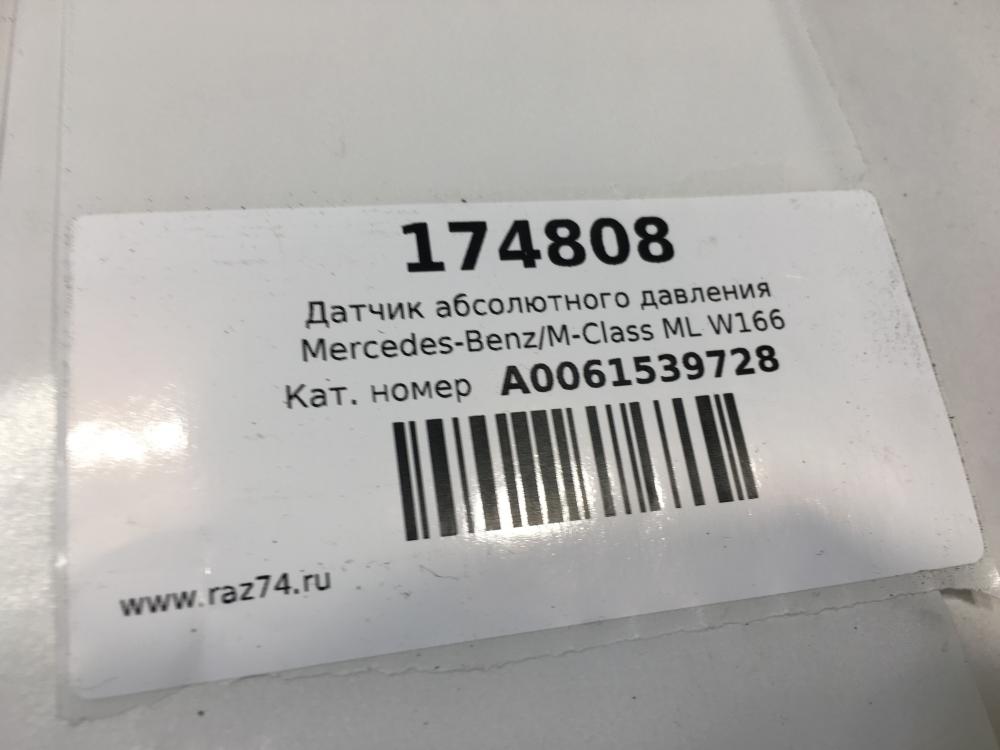 174808
Датчик абсолютного давления
Mercedes-Benz/M-Class ML W166
Кат. номер A0061539728
www.raz74.ru